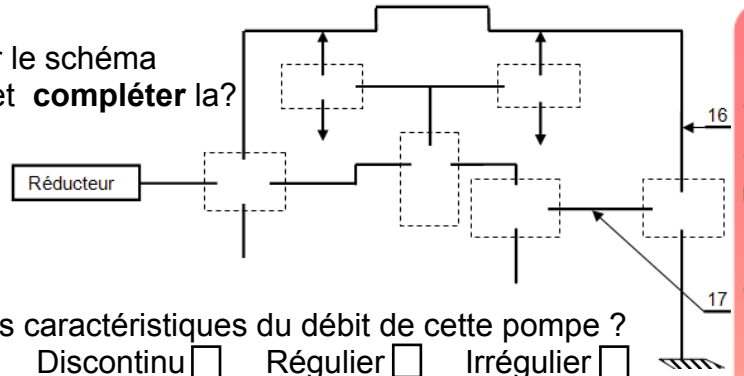 r le schéma
et compléter la?
16
Réducteur
17
s caractéristiques du débit de cette pompe ?
Discontinu Régulier Irrégulier